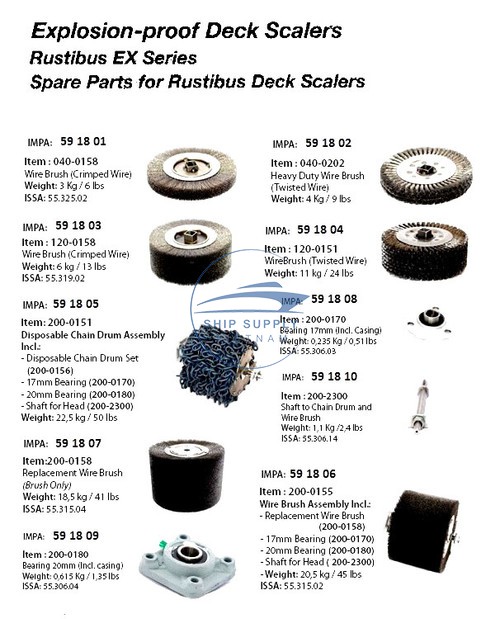 Explosion-proof Deck Scalers
Rustibus EX Series
Spare Parts for Rustibus Deck Scalers
IMPA: 59 18 01
Item : 040-0158
Wire Brush (Crimped Wire)
Weight: 3 Kg / 6 lbs
ISSA: 55.325.02
IMPA: 59 18 02
Item : 040-0202
Heavy Duty Wire Brush
(Twisted Wire)
Weight: 4 Kg / 9 lbs
IMPA: 59 18 03
Item : 120-0158
Wire Brush (Crimped Wire)
Weight: 6 kg / 13 lbs
ISSA: 55.319.02
IMPA: 59 18 04
Item : 120-0151
WireBrush (Twisted Wire)
Weight: 11 kg / 24 lbs
IMPA: 59 18 05
Item: 200-0151
Disposable Chain Drum Assembly
Incl.:
- Disposable Chain Drum Set
(200-0156)
- 17mm Bearing (200-0170)
- 20mm Bearing (200-0180)
- Shaft for Head (200-2300)
Weight: 22,5 kg / 50 lbs
IMPA: 59 18 08
Item : 200-0170
Bearing 17mm (Incl. Casing)
Weight: 0,235 Kg / 0,51 lbs
ISSA: 55.306.03
SHIP SUPPLY
VIETNAM
IMPA: 59 18 10
Item : 200-2300
Shaft to Chain Drum and
Wire Brush
Weight: 1,1 Kg /2,4 lbs
ISSA: 55.306.14
IMPA: 59 18 07
Item:200-0158
Replacement Wire Brush
(Brush Only)
Weight: 18,5 kg / 41 lbs
ISSA: 55.315.04
IMPA: 59 18 06
Item : 200-0155
Wire Brush Assembly Incl.:
- Replacement Wire Brush
(200-0158)
- 17mm Bearing (200-0170)
- 20mm Bearing (200-0180)
- Shaft for Head ( 200-2300)
- Weight: 20,5 kg / 45 lbs
ISSA: 55.315.02
IMPA: 59 18 09
Item : 200-0180
Bearing 20mm (Incl. casing)
Weight: 0,615 Kg / 1,35 lbs
ISSA: 55.306.04